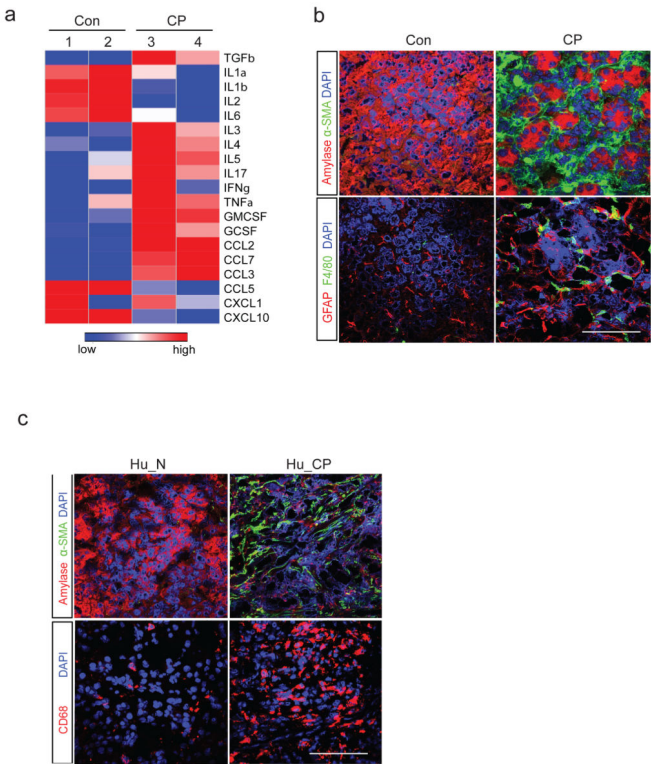 a
Con CP
1 2 3 4
TGFb
IL1a
IL1b
IL2
IL6
IL3
IL4
IL5
IL17
IFNg
TNFa
GMCSF
GCSF
CCL2
CCL7
CCL3
CCL5
CXCL1
CXCL10
low high
b
Con CP
Amylase α-SMA DAPI
GFAP F4/80 DAPI
c
Hu_N Hu_CP
Amylase α-SMA DAPI
CD68 DAPI